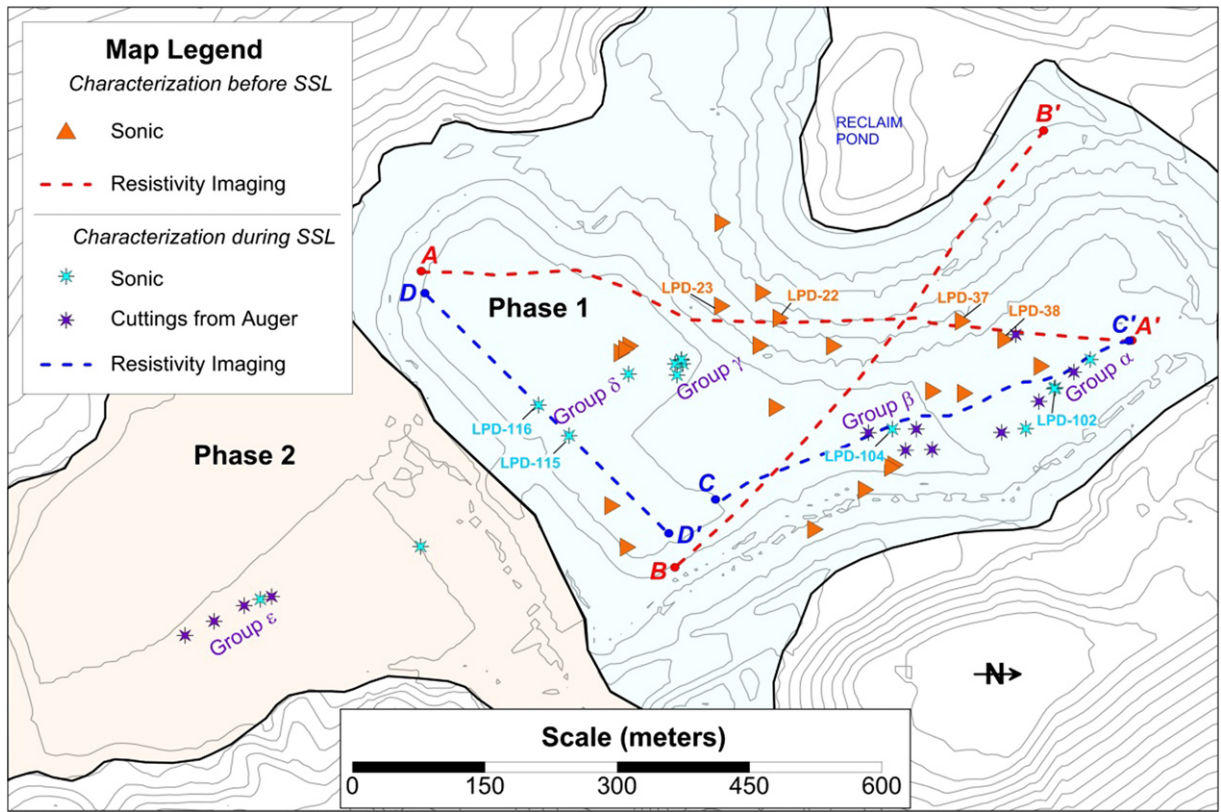 Map Legend
Characterization before SSL
Sonic
Resistivity Imaging
Characterization during SSL
Sonic
Cuttings from Auger
Resistivity Imaging
RECLAIM
POND
B'
A
D
Phase 1
LPD-23
LPD-22
LPD-37
LPD-38
C'
A'
Group δ
Group γ
Group β
Group α
LPD-102
LPD-116
LPD-115
LPD-104
Phase 2
C
D'
B
Group ε
N
Scale (meters)
0 150 300 450 600